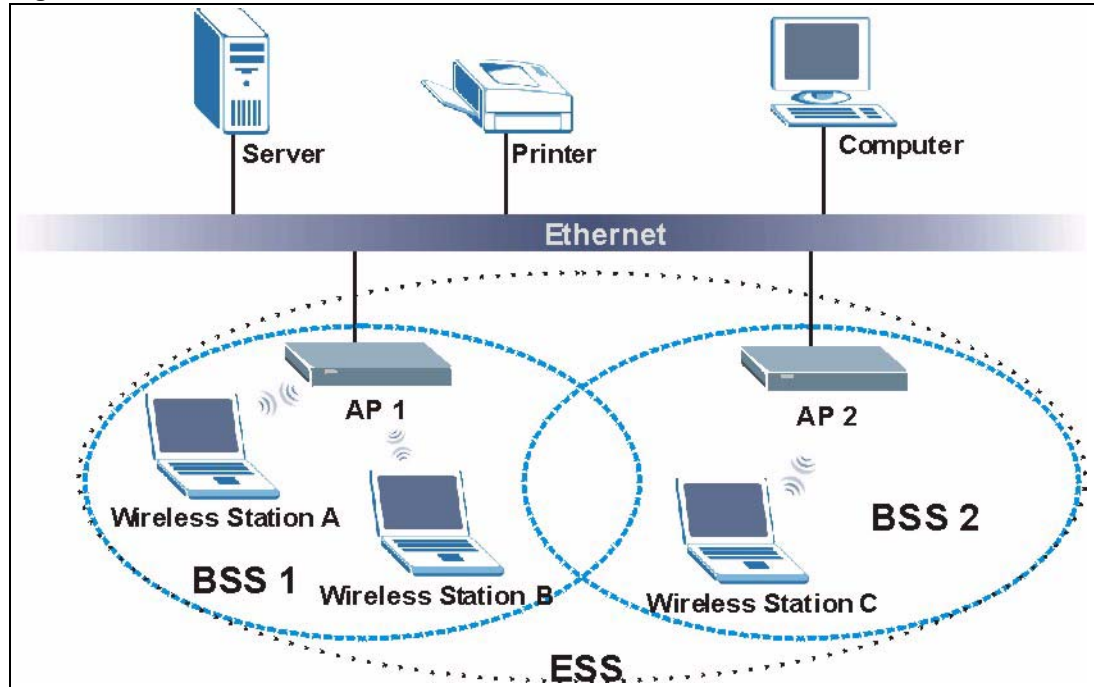 Server
Printer
Computer
Ethernet
AP 1
AP 2
Wireless Station A
BSS 2
BSS 1
Wireless Station B
Wireless Station C
ESS